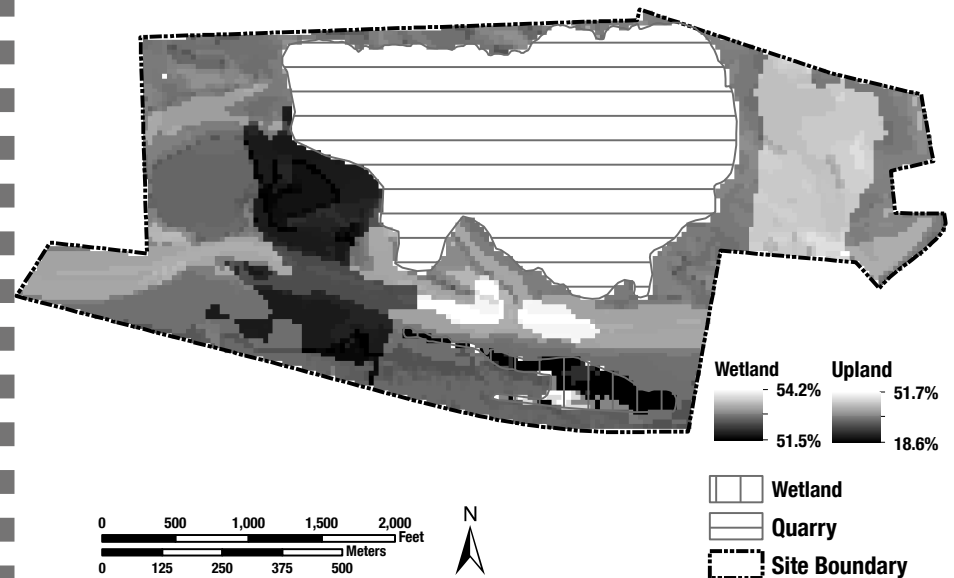 Wetland Upland
54.2% 51.7%
51.5% 18.6%
Wetland
Quarry
Site Boundary
N
0 500 1,000 1,500 2,000
Feet
Meters
0 125 250 375 500